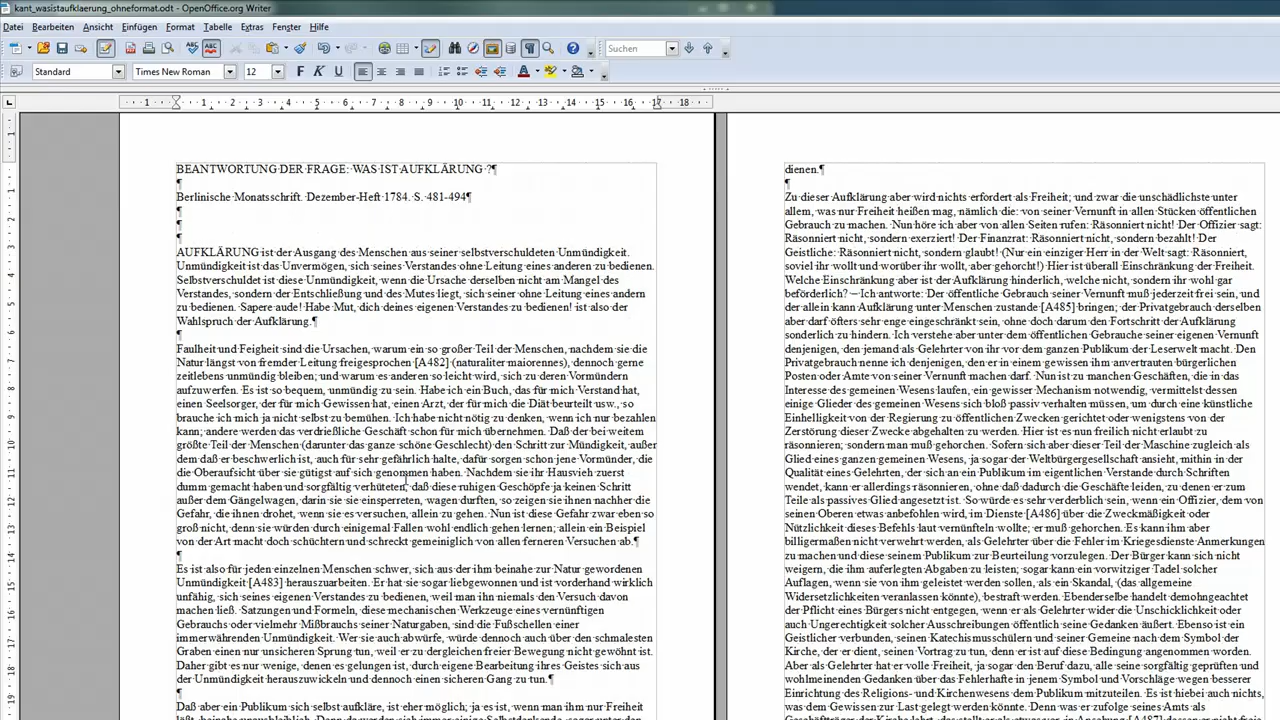 kant_wasistaufklaerung_ohneformat.odt - OpenOffice.org Writer
Datei Bearbeiten Ansicht Einfügen Format Tabelle Extras Fenster Hilfe
Suchen
Standard Times New Roman 12 F K U
1 1 2 3 4 5 6 7 8 9 10 11 12 13 14 15 16 17 18
BEANTWORTUNG DER FRAGE: WAS IST AUFKLÄRUNG ?¶
¶
Berlinische Monatsschrift. Dezember-Heft 1784. S. 481-494¶
¶
¶
¶
AUFKLÄRUNG ist der Ausgang des Menschen aus seiner selbstverschuldeten Unmündigkeit.
Unmündigkeit ist das Unvermögen, sich seines Verstandes ohne Leitung eines anderen zu bedienen.
Selbstverschuldet ist diese Unmündigkeit, wenn die Ursache derselben nicht am Mangel des
Verstandes, sondern der Entschließung und des Mutes liegt, sich seiner ohne Leitung eines andern
zu bedienen. Sapere aude! Habe Mut, dich deines eigenen Verstandes zu bedienen! ist also der
Wahlspruch der Aufklärung.¶
¶
Faulheit und Feigheit sind die Ursachen, warum ein so großer Teil der Menschen, nachdem sie die
Natur längst von fremder Leitung freigesprochen [A482] (naturaliter maiorennes), dennoch gerne
zeitlebens unmündig bleiben; und warum es anderen so leicht wird, sich zu deren Vormündern
aufzuwerfen. Es ist so bequem, unmündig zu sein. Habe ich ein Buch, das für mich Verstand hat,
einen Seelsorger, der für mich Gewissen hat, einen Arzt, der für mich die Diät beurteilt usw., so
brauche ich mich ja nicht selbst zu bemühen. Ich habe nicht nötig zu denken, wenn ich nur bezahlen
kann; andere werden das verdrießliche Geschäft schon für mich übernehmen. Daß der bei weitem
größte Teil der Menschen (darunter das ganze schöne Geschlecht) den Schritt zur Mündigkeit, außer
dem daß er beschwerlich ist, auch für sehr gefährlich halte, dafür sorgen schon jene Vormünder, die
die Oberaufsicht über sie gütigst auf sich genommen haben. Nachdem sie ihr Hausvieh zuerst
dumm gemacht haben und sorgfältig verhüteten, daß diese ruhigen Geschöpfe ja keinen Schritt
außer dem Gängelwagen, darin sie sie einsperreten, wagen durften, so zeigen sie ihnen nachher die
Gefahr, die ihnen drohet, wenn sie es versuchen, allein zu gehen. Nun ist diese Gefahr zwar eben so
groß nicht, denn sie würden durch einigemal Fallen wohl endlich gehen lernen; allein ein Beispiel
von der Art macht doch schüchtern und schreckt gemeiniglich von allen ferneren Versuchen ab.¶
¶
Es ist also für jeden einzelnen Menschen schwer, sich aus der ihm beinahe zur Natur gewordenen
Unmündigkeit [A483] herauszuarbeiten. Er hat sie sogar liebgewonnen und ist vorderhand wirklich
unfähig, sich seines eigenen Verstandes zu bedienen, weil man ihn niemals den Versuch davon
machen ließ. Satzungen und Formeln, diese mechanischen Werkzeuge eines vernünftigen
Gebrauchs oder vielmehr Mißbrauchs seiner Naturgaben, sind die Fußschellen einer
immerwährenden Unmündigkeit. Wer sie auch abwürfe, würde dennoch auch über den schmalesten
Graben einen nur unsicheren Sprung tun, weil er zu dergleichen freier Bewegung nicht gewöhnt ist.
Daher gibt es nur wenige, denen es gelungen ist, durch eigene Bearbeitung ihres Geistes sich aus
der Unmündigkeit herauszuwickeln und dennoch einen sicheren Gang zu tun.¶
¶
Daß aber ein Publikum sich selbst aufkläre, ist eher möglich; ja es ist, wenn man ihm nur Freiheit
läßt, beinahe unausbleiblich. Denn da werden sich immer einige Selbstdenkende, sogar unter den
dienen.¶
¶
Zu dieser Aufklärung aber wird nichts erfordert als Freiheit; und zwar die unschädlichste unter
allem, was nur Freiheit heißen mag, nämlich die: von seiner Vernunft in allen Stücken öffentlichen
Gebrauch zu machen. Nun höre ich aber von allen Seiten rufen: Räsonniert nicht! Der Offizier sagt:
Räsonniert nicht, sondern exerziert! Der Finanzrat: Räsonniert nicht, sondern bezahlt! Der
Geistliche: Räsonniert nicht, sondern glaubt! (Nur ein einziger Herr in der Welt sagt: Räsonniert,
soviel ihr wollt und worüber ihr wollt, aber gehorcht!) Hier ist überall Einschränkung der Freiheit.
Welche Einschränkung aber ist der Aufklärung hinderlich, welche nicht, sondern ihr wohl gar
beförderlich? – Ich antworte: Der öffentliche Gebrauch seiner Vernunft muß jederzeit frei sein, und
der allein kann Aufklärung unter Menschen zustande [A485] bringen; der Privatgebrauch derselben
aber darf öfters sehr enge eingeschränkt sein, ohne doch darum den Fortschritt der Aufklärung
sonderlich zu hindern. Ich verstehe aber unter dem öffentlichen Gebrauche seiner eigenen Vernunft
denjenigen, den jemand als Gelehrter von ihr vor dem ganzen Publikum der Leserwelt macht. Den
Privatgebrauch nenne ich denjenigen, den er in einem gewissen ihm anvertrauten bürgerlichen
Posten oder Amte von seiner Vernunft machen darf. Nun ist zu manchen Geschäften, die in das
Interesse des gemeinen Wesens laufen, ein gewisser Mechanism notwendig, vermittelst dessen
einige Glieder des gemeinen Wesens sich bloß passiv verhalten müssen, um durch eine künstliche
Einhelligkeit von der Regierung zu öffentlichen Zwecken gerichtet oder wenigstens von der
Zerstörung dieser Zwecke abgehalten zu werden. Hier ist es nun freilich nicht erlaubt zu
räsonnieren; sondern man muß gehorchen. Sofern sich aber dieser Teil der Maschine zugleich als
Glied eines ganzen gemeinen Wesens, ja sogar der Weltbürgergesellschaft ansieht, mithin in der
Qualität eines Gelehrten, der sich an ein Publikum im eigentlichen Verstande durch Schriften
wendet, kann er allerdings räsonnieren, ohne daß dadurch die Geschäfte leiden, zu denen er zum
Teile als passives Glied angesetzt ist. So würde es sehr verderblich sein, wenn ein Offizier, dem von
seinen Oberen etwas anbefohlen wird, im Dienste [A486] über die Zweckmäßigkeit oder
Nützlichkeit dieses Befehls laut vernünfteln wollte; er muß gehorchen. Es kann ihm aber
billigermaßen nicht verwehrt werden, als Gelehrter über die Fehler im Kriegesdienste Anmerkungen
zu machen und diese seinem Publikum zur Beurteilung vorzulegen. Der Bürger kann sich nicht
weigern, die ihm auferlegten Abgaben zu leisten; sogar kann ein vorwitziger Tadel solcher
Auflagen, wenn sie von ihm geleistet werden sollen, als ein Skandal, (das allgemeine
Widersetzlichkeiten veranlassen könnte), bestraft werden. Ebenderselbe handelt demohngeachtet
der Pflicht eines Bürgers nicht entgegen, wenn er als Gelehrter wider die Unschicklichkeit oder
auch Ungerechtigkeit solcher Ausschreibungen öffentlich seine Gedanken äußert. Ebenso ist ein
Geistlicher verbunden, seinen Katechismusschülern und seiner Gemeine nach dem Symbol der
Kirche, der er dient, seinen Vortrag zu tun, denn er ist auf diese Bedingung angenommen worden.
Aber als Gelehrter hat er volle Freiheit, ja sogar den Beruf dazu, alle seine sorgfältig geprüften und
wohlmeinenden Gedanken über das Fehlerhafte in jenem Symbol und Vorschläge wegen besserer
Einrichtung des Religions- und Kirchenwesens dem Publikum mitzuteilen. Es ist hiebei auch nichts,
was dem Gewissen zur Last gelegt werden könnte. Denn was er zufolge seines Amts als